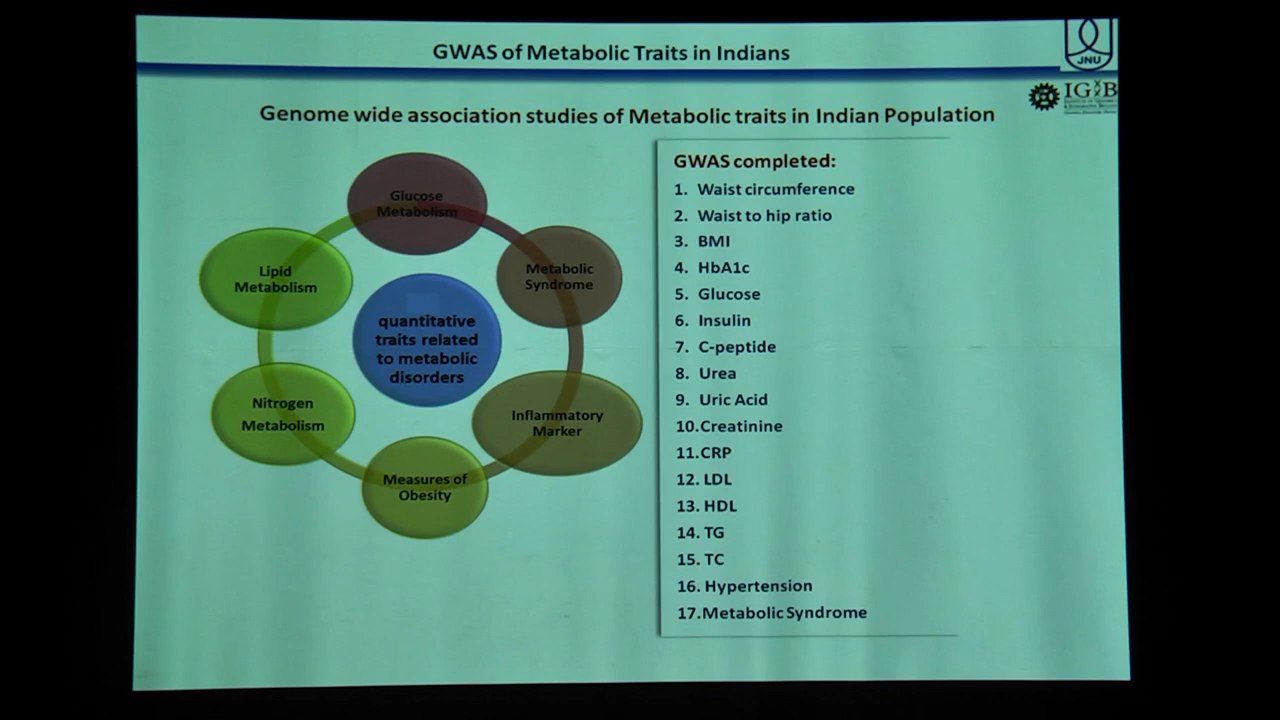 GWAS of Metabolic Traits in Indians
JNU
IGIB
Genome wide association studies of Metabolic traits in Indian Population
Glucose
Metabolism
Metabolic
Syndrome
Inflammatory
Marker
Measures of
Obesity
Nitrogen
Metabolism
Lipid
Metabolism
quantitative
traits related
to metabolic
disorders
GWAS completed:
1. Waist circumference
2. Waist to hip ratio
3. BMI
4. HbA1c
5. Glucose
6. Insulin
7. C-peptide
8. Urea
9. Uric Acid
10.Creatinine
11.CRP
12. LDL
13. HDL
14. TG
15. TC
16. Hypertension
17.Metabolic Syndrome